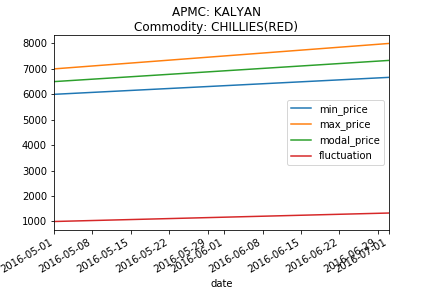 APMC: KALYAN
Commodity: CHILLIES(RED)
8000
7000
6000
5000
4000
3000
2000
1000
min_price
max_price
modal_price
fluctuation
2016-05-01
2016-05-08
2016-05-15
2016-05-22
2016-05-29
2016-06-01
2016-06-08
2016-06-15
2016-06-22
2016-06-29
2016-07-01
date